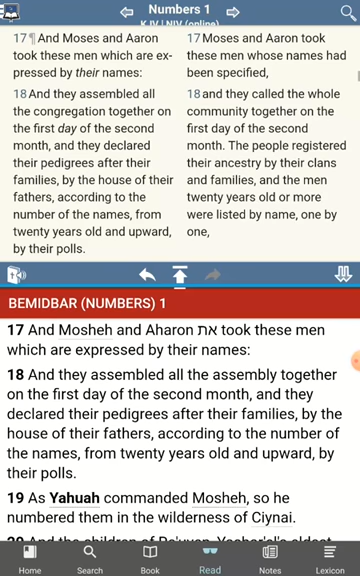 Numbers 1
KJV | NIV (online)
17 ¶ And Moses and Aaron
took these men which are ex-
pressed by their names:
18 And they assembled all
the congregation together on
the first day of the second
month, and they declared
their pedigrees after their
families, by the house of their
fathers, according to the
number of the names, from
twenty years old and upward,
by their polls.
17 Moses and Aaron took
these men whose names had
been specified,
18 and they called the whole
community together on the
first day of the second
month. The people registered
their ancestry by their clans
and families, and the men
twenty years old or more
were listed by name, one by
one,
BEMIDBAR (NUMBERS) 1
17 And Mosheh and Aharon את took these men
which are expressed by their names:
18 And they assembled all the assembly together
on the first day of the second month, and they
declared their pedigrees after their families, by the
house of their fathers, according to the number of
the names, from twenty years old and upward, by
their polls.
19 As Yahuah commanded Mosheh, so he
numbered them in the wilderness of Ciynai.
Home
Search
Book
Read
Notes
Lexicon